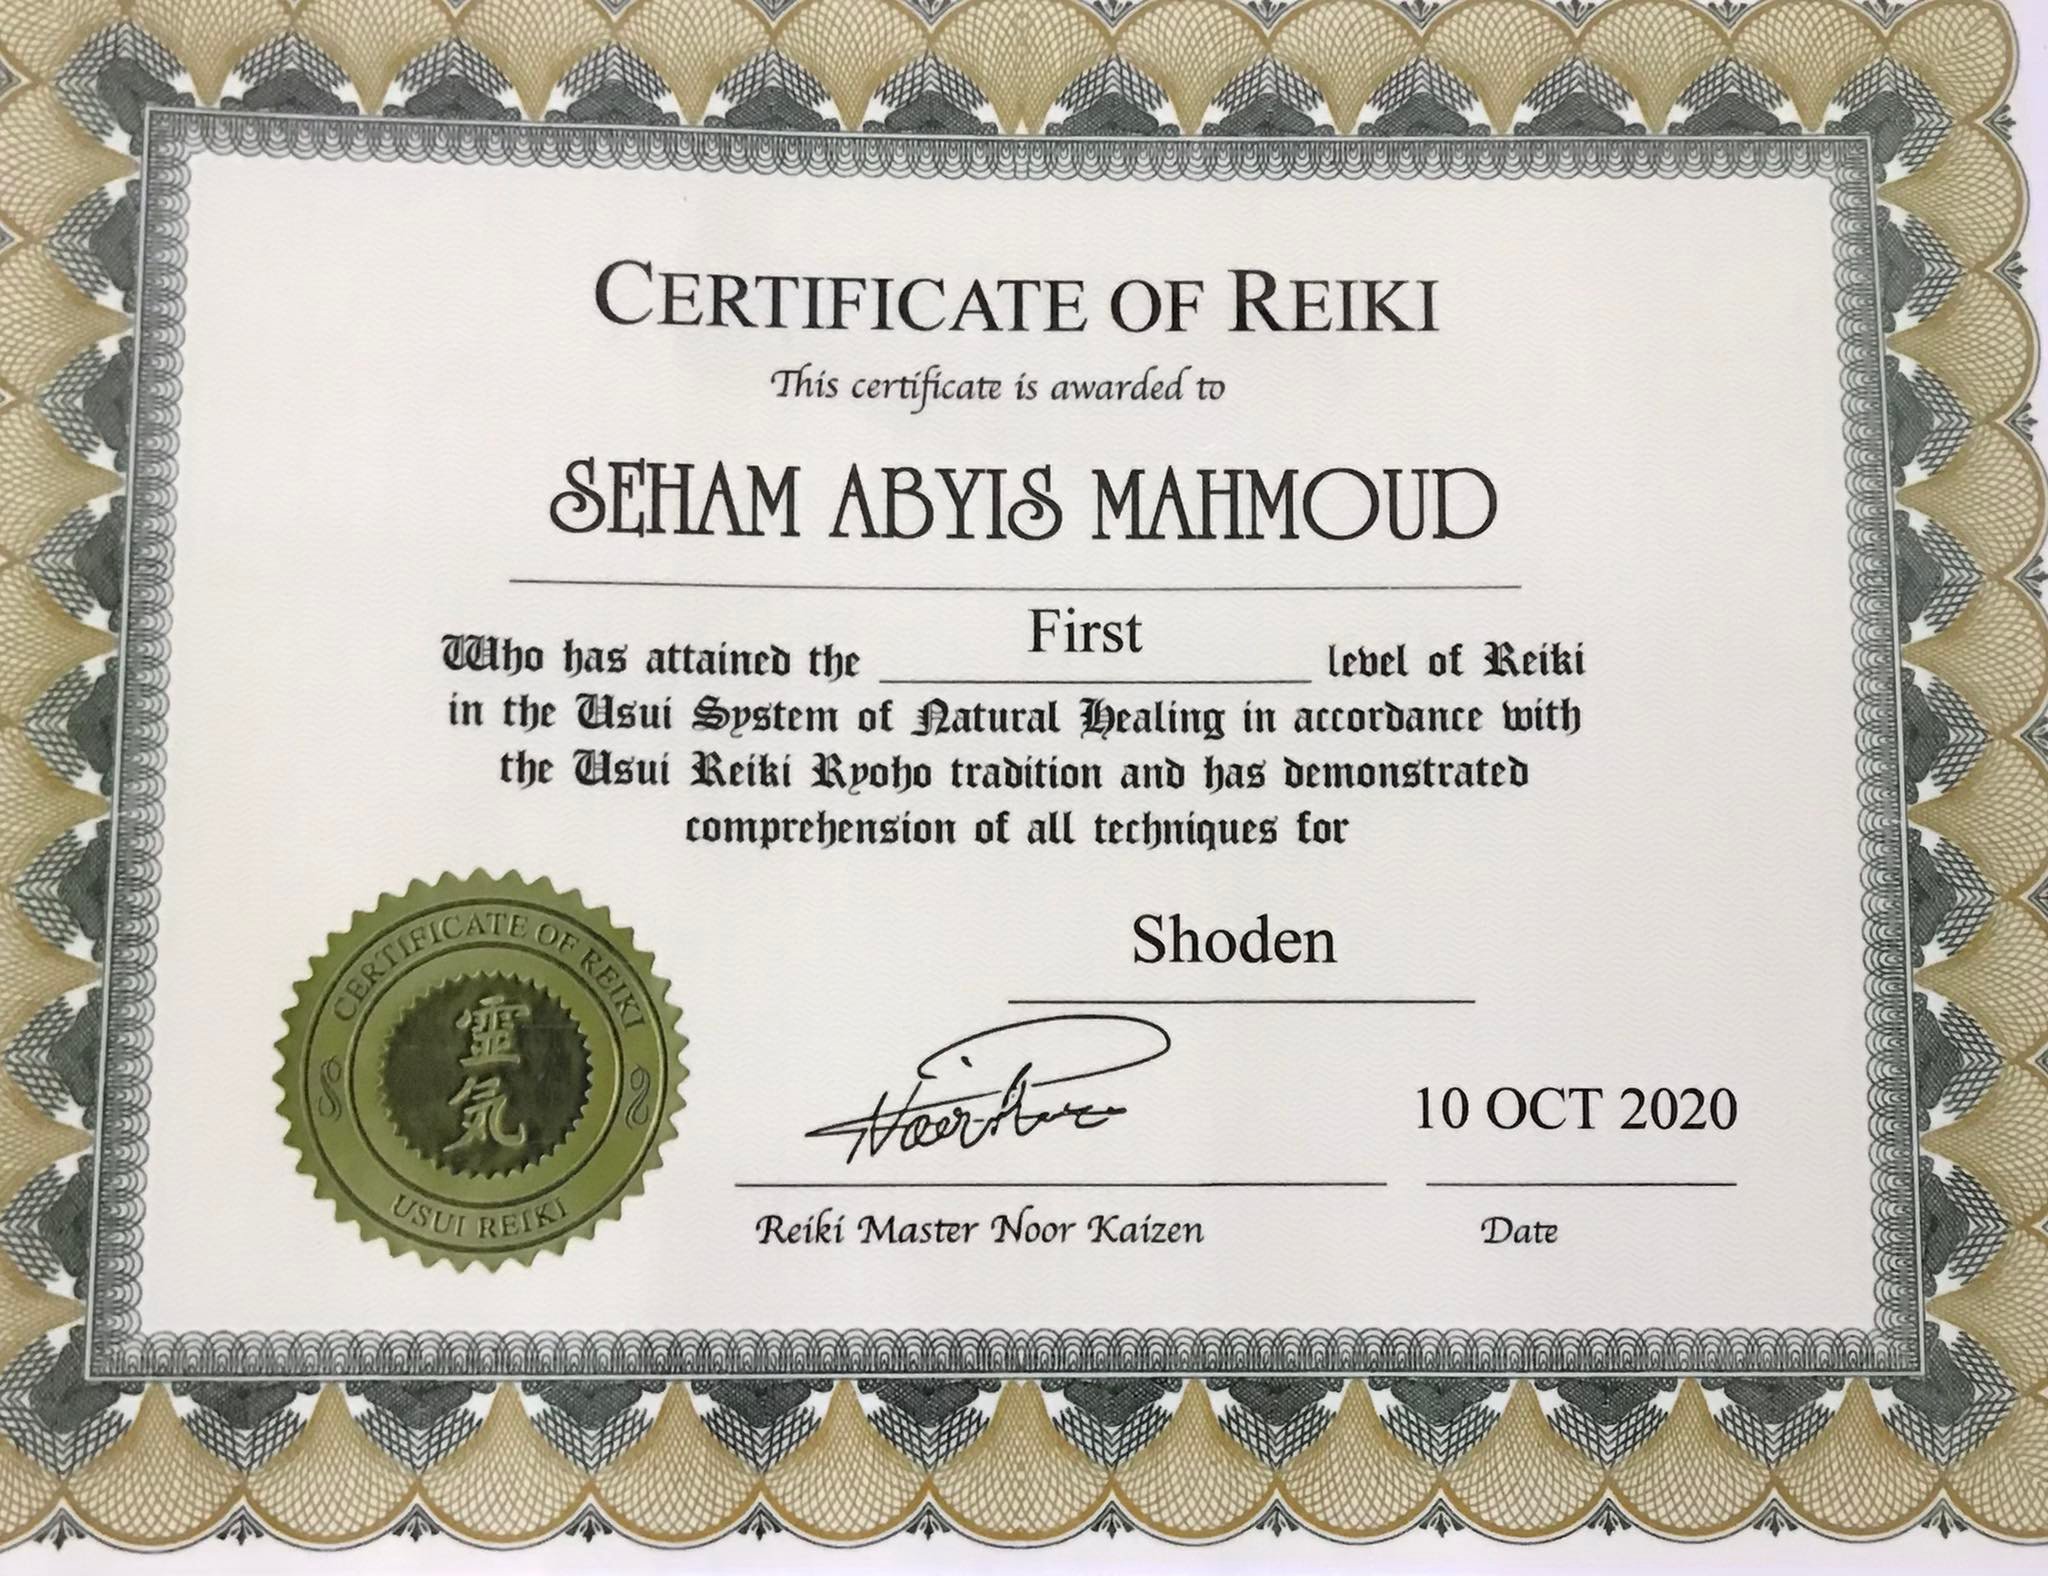 CERTIFICATE OF REIKI
This certificate is awarded to
SEHAM ABYIS MAHMOUD
First
Who has attained the level of Reiki
in the Usui System of Natural Healing in accordance with
the Usui Reiki Ryoho tradition and has demonstrated
comprehension of all techniques for
Shoden
CERTIFICATE OF REIKI
靈
気
USUI REIKI
10 OCT 2020
Reiki Master Noor Kaizen
Date